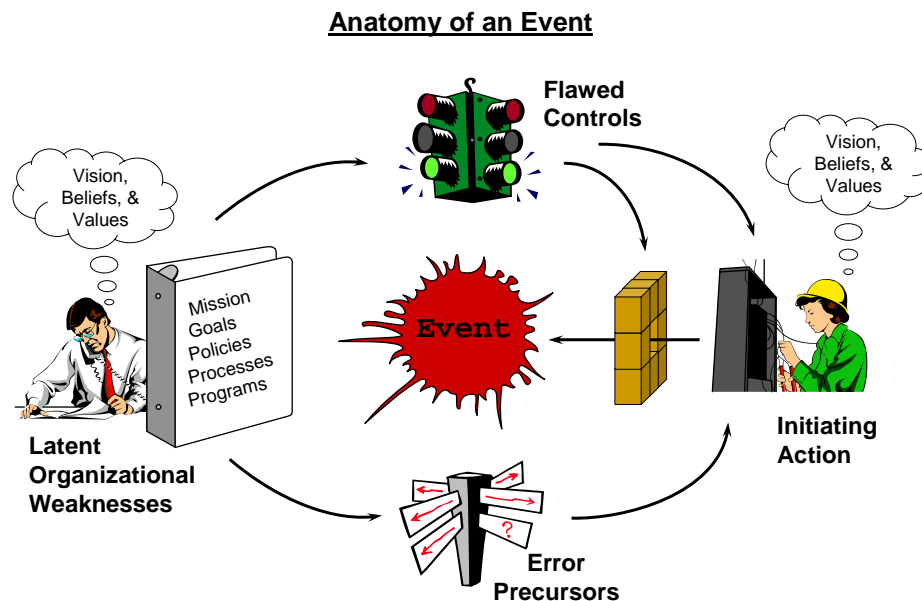 Anatomy of an Event
Flawed
Controls
Vision,
Beliefs, &
Values
Vision,
Beliefs, &
Values
Mission
Goals
Policies
Processes
Programs
Event
Latent
Organizational
Weaknesses
Initiating
Action
?
Error
Precursors